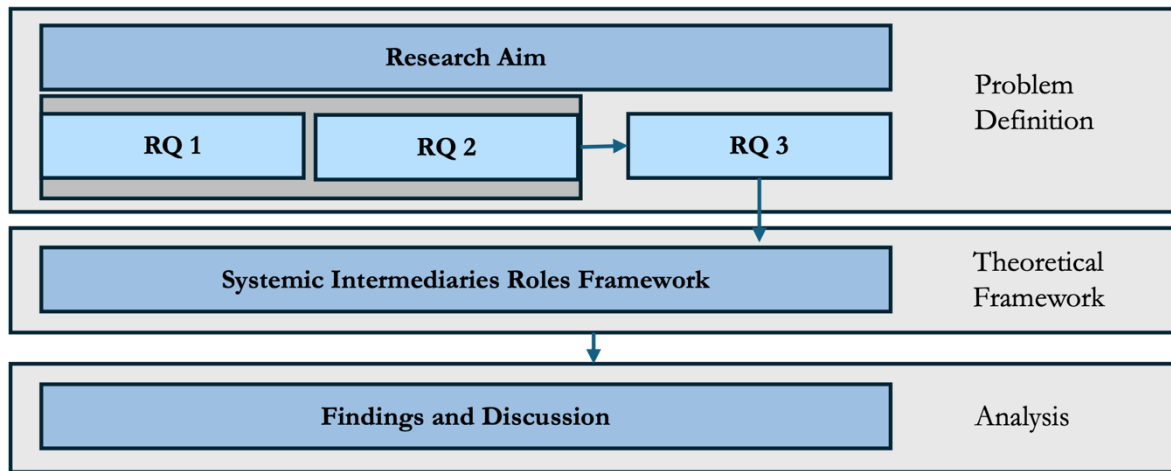 Research Aim
Problem
Definition
RQ 1
RQ 2
RQ 3
Systemic Intermediaries Roles Framework
Theoretical
Framework
Findings and Discussion
Analysis